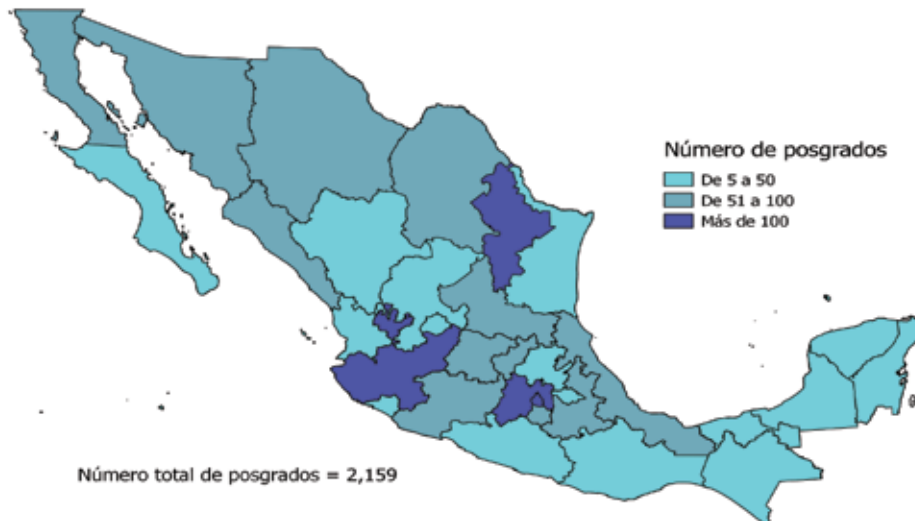 Número de posgrados
De 5 a 50
De 51 a 100
Más de 100
Número total de posgrados = 2,159